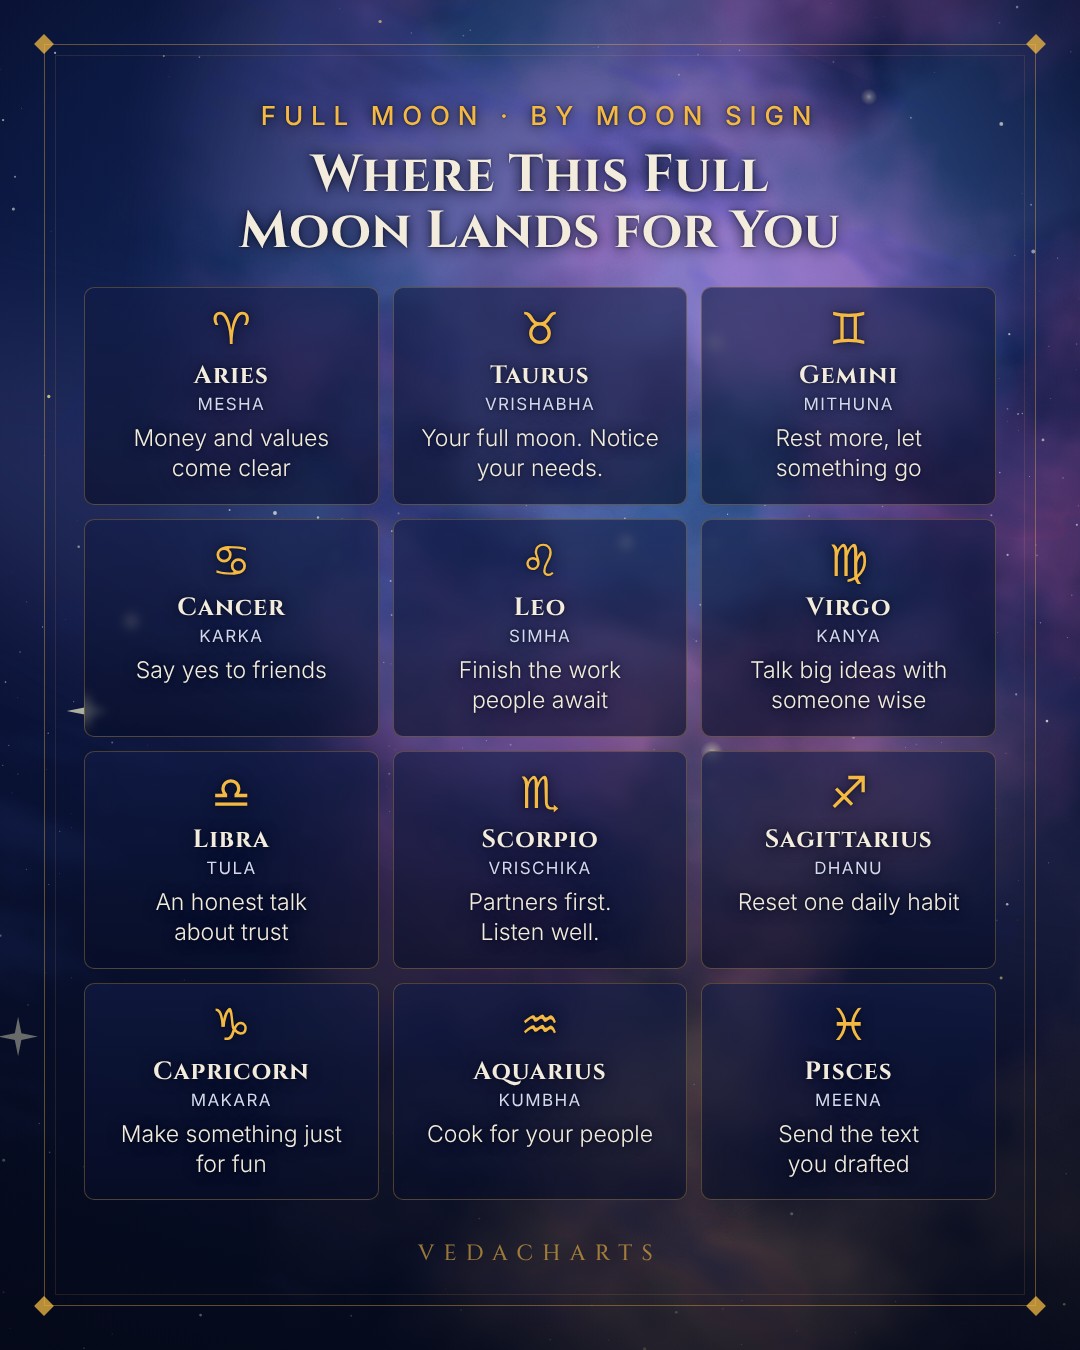 FULL MOON · BY MOON SIGN
WHERE THIS FULL
MOON LANDS FOR YOU
♈
ARIES
MESHA
Money and values
come clear
♉
TAURUS
VRISHABHA
Your full moon. Notice
your needs.
♊
GEMINI
MITHUNA
Rest more, let
something go
♋
CANCER
KARKA
Say yes to friends
♌
LEO
SIMHA
Finish the work
people await
♍
VIRGO
KANYA
Talk big ideas with
someone wise
♎
LIBRA
TULA
An honest talk
about trust
♏
SCORPIO
VRISCHIKA
Partners first.
Listen well.
♐
SAGITTARIUS
DHANU
Reset one daily habit
♑
CAPRICORN
MAKARA
Make something just
for fun
♒
AQUARIUS
KUMBHA
Cook for your people
♓
PISCES
MEENA
Send the text
you drafted
VEDACHARTS